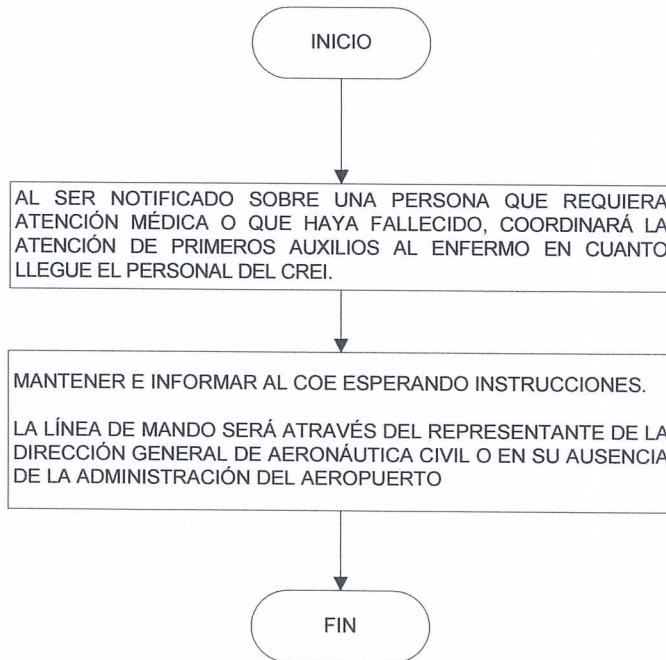 INICIO
AL SER NOTIFICADO SOBRE UNA PERSONA QUE REQUIERA
ATENCIÓN MÉDICA O QUE HAYA FALLECIDO, COORDINARÁ LA
ATENCIÓN DE PRIMEROS AUXILIOS AL ENFERMO EN CUANTO
LLEGUE EL PERSONAL DEL CREI.
MANTENER E INFORMAR AL COE ESPERANDO INSTRUCCIONES.
LA LÍNEA DE MANDO SERÁ ATRAVÉS DEL REPRESENTANTE DE LA
DIRECCIÓN GENERAL DE AERONÁUTICA CIVIL O EN SU AUSENCIA
DE LA ADMINISTRACIÓN DEL AEROPUERTO
FIN